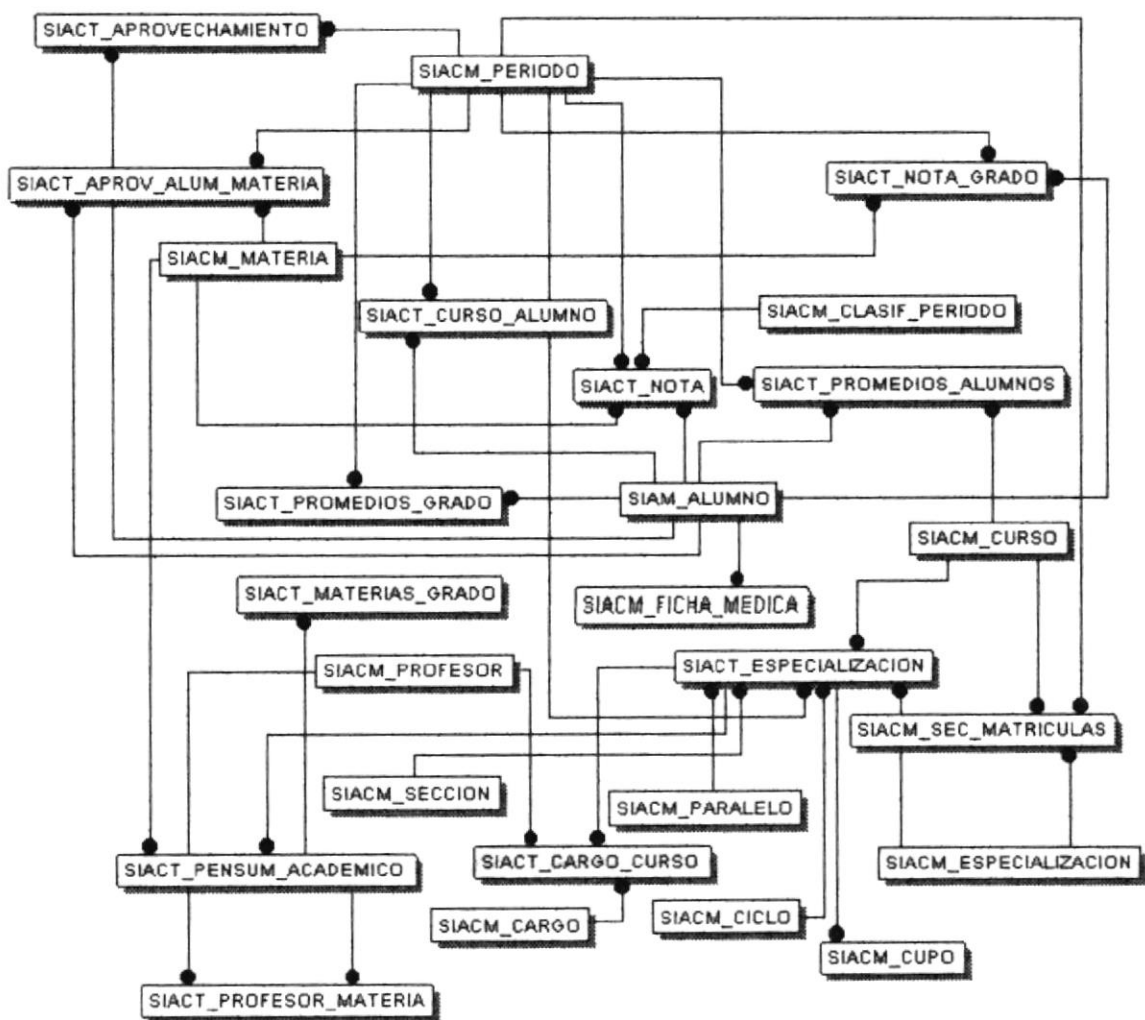 SIACT_APROVECHAMIENTO
SIACM_PERIODO
SIACT_APROV_ALUM_MATERIA
SIACT_NOTA_GRADO
SIACM_MATERIA
SIACT_CURSO_ALUMNO
SIACM_CLASIF_PERIODO
SIACT_NOTA
SIACT_PROMEDIOS_ALUMNOS
SIACT_PROMEDIOS_GRADO
SIAM_ALUMNO
SIACM_CURSO
SIACT_MATERIAS_GRADO
SIACM_FICHA_MEDICA
SIACM_PROFESOR
SIACT_ESPECIALIZACION
SIACM_SEC_MATRICULAS
SIACM_SECCION
SIACM_PARALELO
SIACT_PENSUM_ACADEMICO
SIACT_CARGO_CURSO
SIACM_ESPECIALIZACION
SIACM_CARGO
SIACM_CICLO
SIACM_CUPO
SIACT_PROFESOR_MATERIA